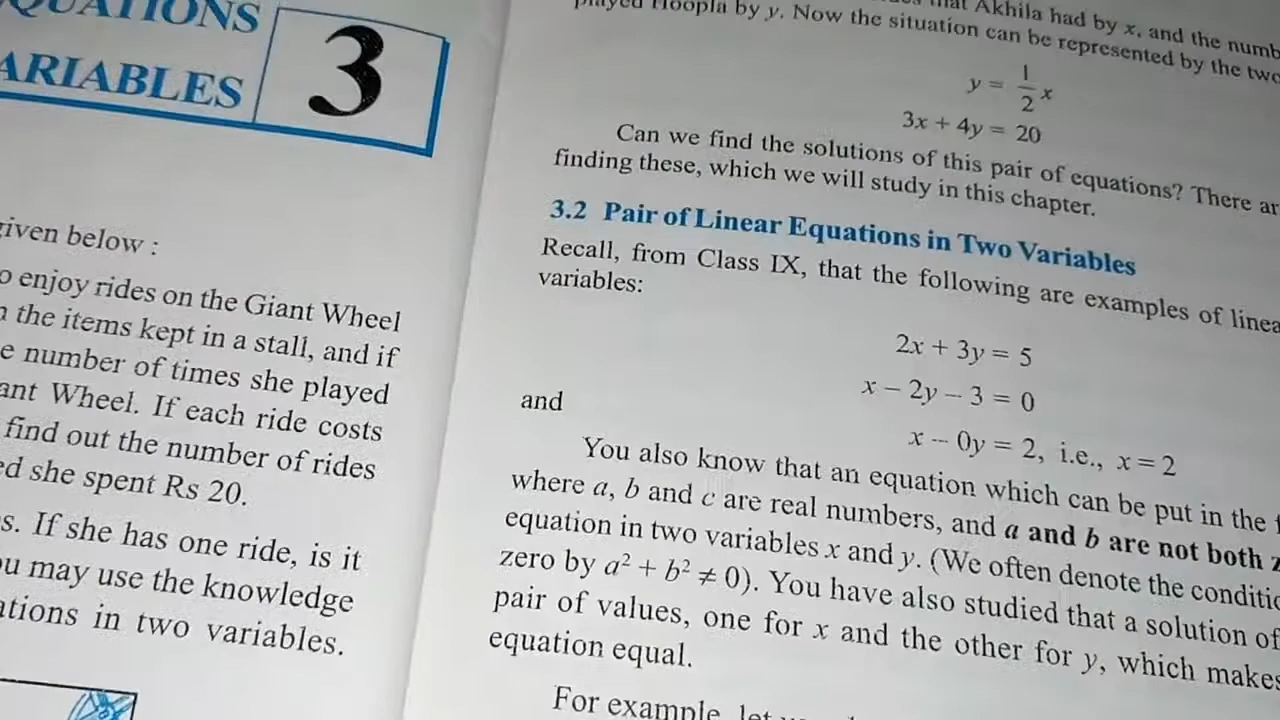 QUATIONS
ARIABLES
3
given below :
o enjoy rides on the Giant Wheel
the items kept in a stall, and if
e number of times she played
ant Wheel. If each ride costs
find out the number of rides
ed she spent Rs 20.
s. If she has one ride, is it
ou may use the knowledge
ations in two variables.
that Akhila had by x, and the numb
played Hoopla by y. Now the situation can be represented by the two
y = 1/2 x
3x + 4y = 20
Can we find the solutions of this pair of equations? There ar
finding these, which we will study in this chapter.
3.2 Pair of Linear Equations in Two Variables
Recall, from Class IX, that the following are examples of linea
variables:
2x + 3y = 5
x – 2y – 3 = 0
and
x – 0y = 2, i.e., x = 2
You also know that an equation which can be put in the
where a, b and c are real numbers, and a and b are not both z
equation in two variables x and y. (We often denote the conditio
zero by a² + b² ≠ 0). You have also studied that a solution of
pair of values, one for x and the other for y, which makes
equation equal.
For example, let